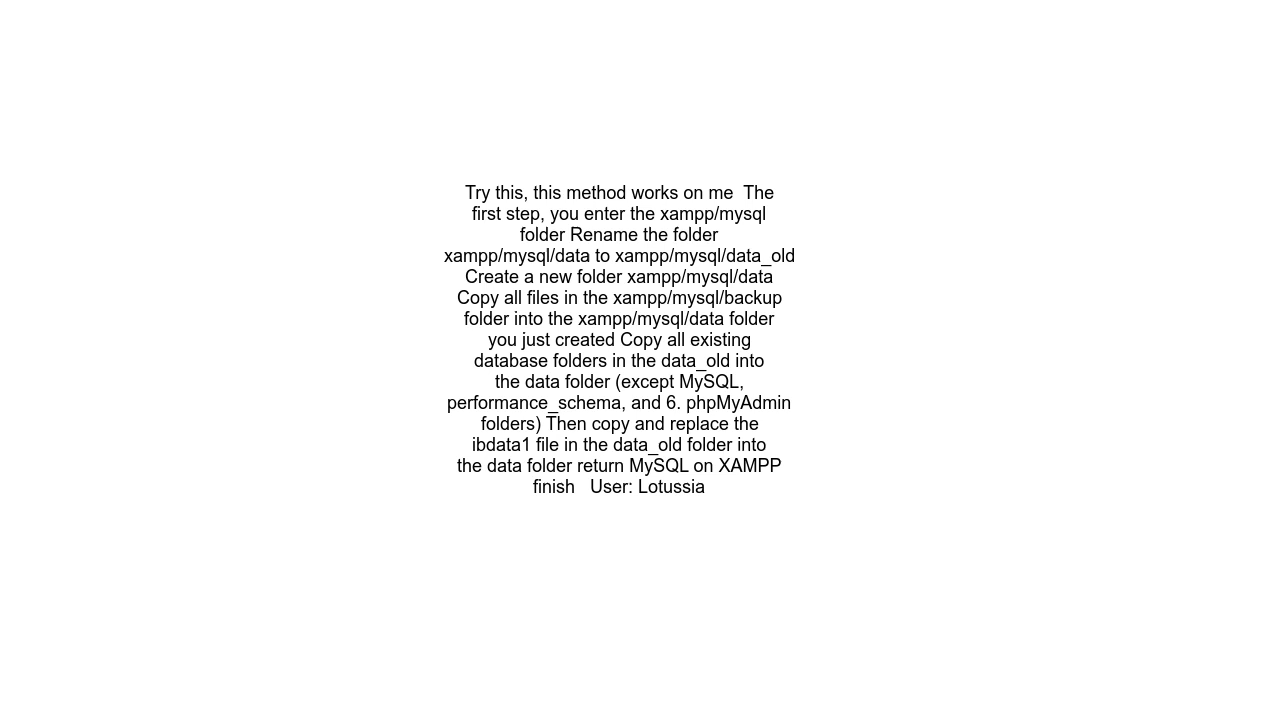 Try this, this method works on me  The
first step, you enter the xampp/mysql
folder Rename the folder
xampp/mysql/data to xampp/mysql/data_old
Create a new folder xampp/mysql/data
Copy all files in the xampp/mysql/backup
folder into the xampp/mysql/data folder
you just created Copy all existing
database folders in the data_old into
the data folder (except MySQL,
performance_schema, and 6. phpMyAdmin
folders) Then copy and replace the
ibdata1 file in the data_old folder into
the data folder return MySQL on XAMPP
finish   User: Lotussia